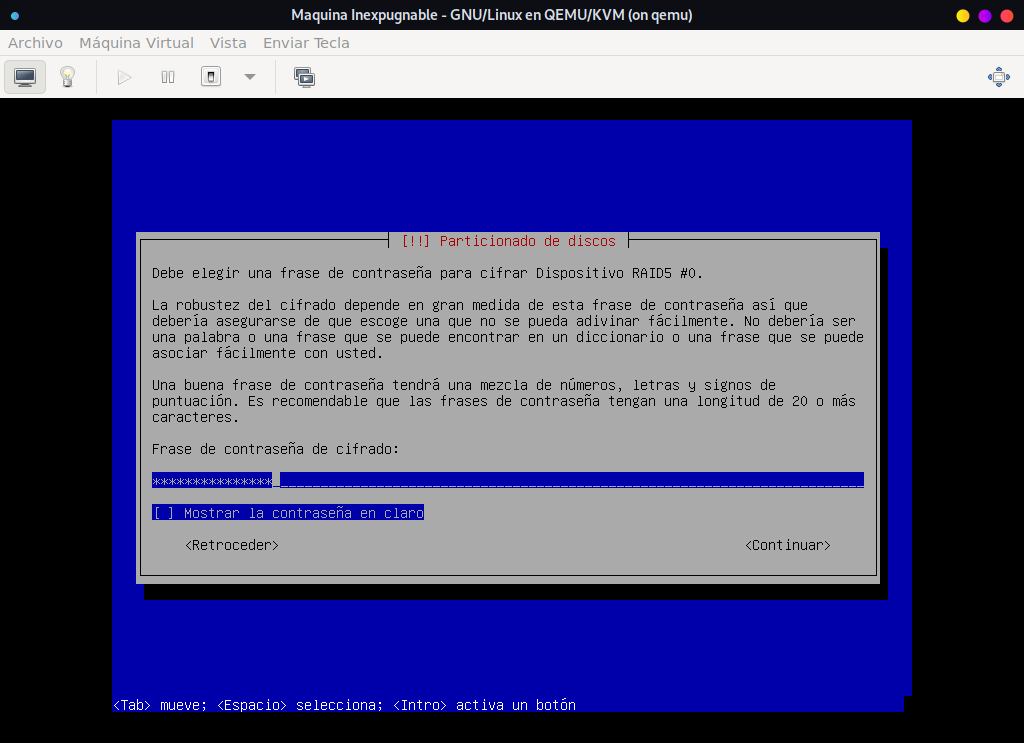 Maquina Inexpugnable - GNU/Linux en QEMU/KVM (on qemu)
Archivo Máquina Virtual Vista Enviar Tecla
[!!] Particionado de discos
Debe elegir una frase de contraseña para cifrar Dispositivo RAID5 #0.
La robustez del cifrado depende en gran medida de esta frase de contraseña así que
debería asegurarse de que escoge una que no se pueda adivinar fácilmente. No debería ser
una palabra o una frase que se puede encontrar en un diccionario o una frase que se puede
asociar fácilmente con usted.
Una buena frase de contraseña tendrá una mezcla de números, letras y signos de
puntuación. Es recomendable que las frases de contraseña tengan una longitud de 20 o más
caracteres.
Frase de contraseña de cifrado:
***************
[ ] Mostrar la contraseña en claro
<Retroceder> <Continuar>
<Tab> mueve; <Espacio> selecciona; <Intro> activa un botón